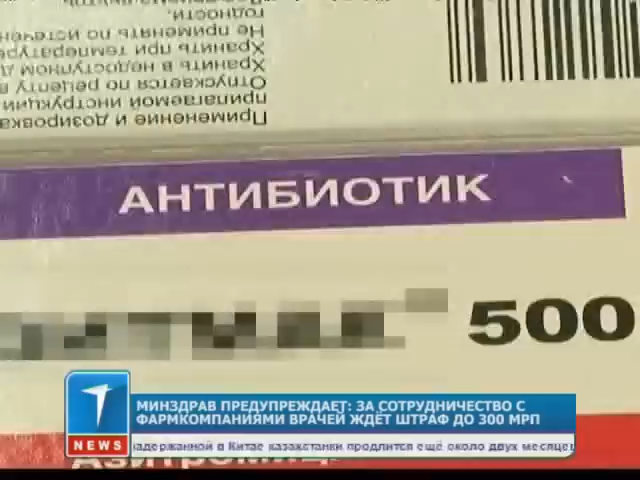 годности.
Не применять по истечен
Хранить при температуре
Хранить в недоступном д
Отпускается по рецепту в
прилагаемой инструкции
Применение и дозировка
АНТИБИОТИК
500
МИНЗДРАВ ПРЕДУПРЕЖДАЕТ: ЗА СОТРУДНИЧЕСТВО С
ФАРМКОМПАНИЯМИ ВРАЧЕЙ ЖДЁТ ШТРАФ ДО 300 МРП
NEWS
задержанной в Китае казахстанки продлится ещё около двух месяцев